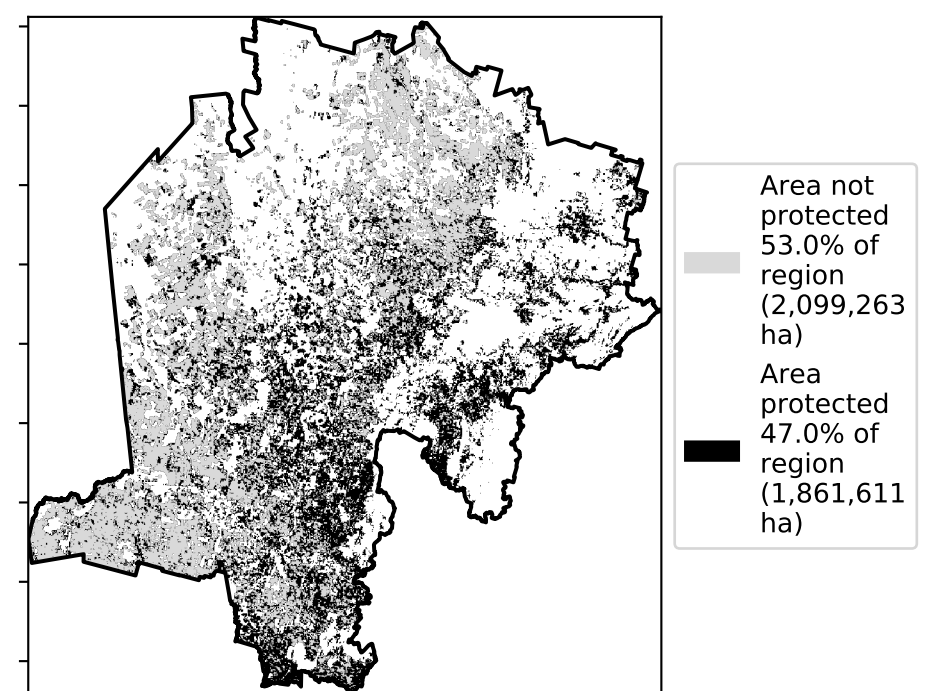 Area not
protected
53.0% of
region
(2,099,263
ha)
Area
protected
47.0% of
region
(1,861,611
ha)